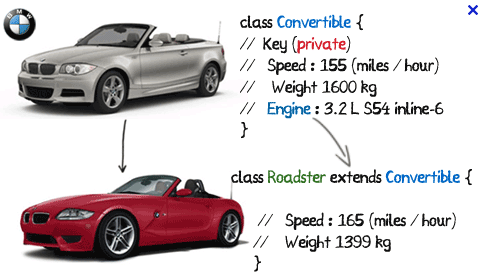 class Convertible {
// Key (private)
// Speed : 155 (miles / hour)
// Weight 1600 kg
// Engine : 3.2 L S54 inline-6
}
class Roadster extends Convertible {
// Speed : 165 (miles / hour)
// Weight 1399 kg
}